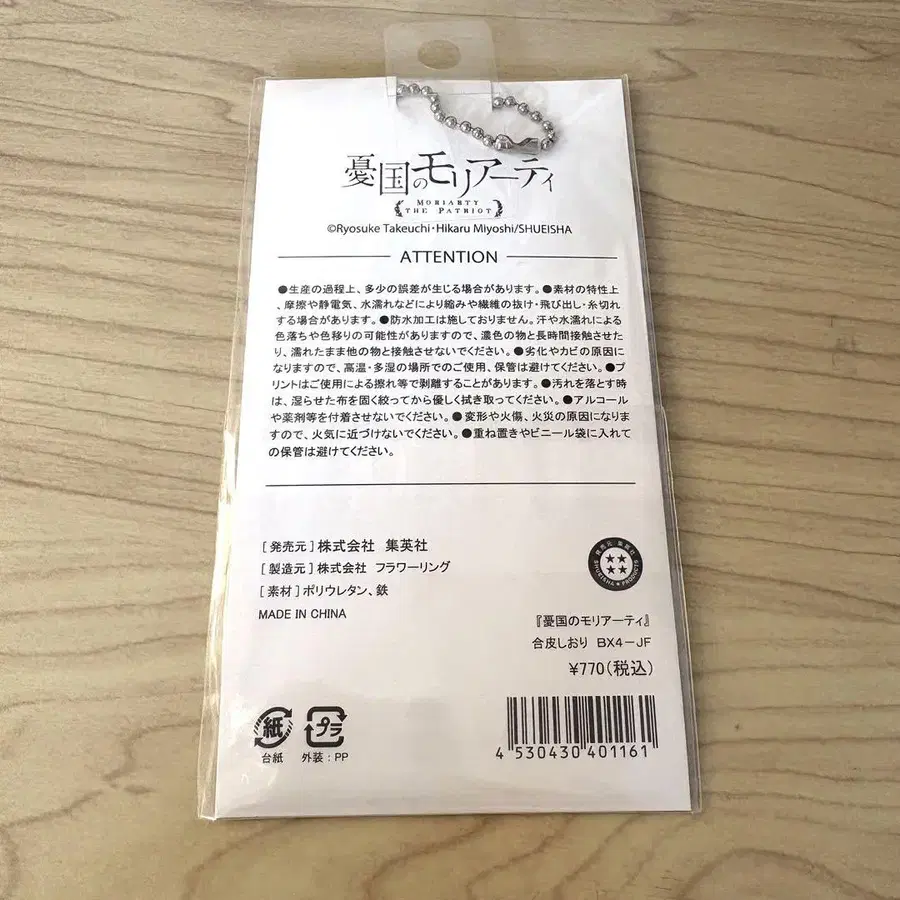 憂国のモリアーティ
MORIARTY
THE PATRIOT
©Ryosuke Takeuchi・Hikaru Miyoshi/SHUEISHA
ATTENTION
●生産の過程上、多少の誤差が生じる場合があります。●素材の特性上
、摩擦や静電気、水濡れなどにより縮みや繊維の抜け・飛び出し・糸切れ
する場合があります。●防水加工は施しておりません。汗や水濡れによる
色落ちや色移りの可能性がありますので、濃色の物と長時間接触させた
り、濡れたまま他の物と接触させないでください。●劣化やカビの原因に
なりますので、高温・多湿の場所でのご使用、保管は避けてください。●プ
リントはご使用による擦れ等で剥離することがあります。●汚れを落とす時
は、湿らせた布を固く絞ってから優しく拭き取ってください。●アルコール
や薬剤等を付着させないでください。●変形や火傷、火災の原因になりま
すので、火気に近づけないでください。●重ね置きやビニール袋に入れて
の保管は避けてください。
[発売元]株式会社 集英社
[製造元]株式会社 フラワーリング
[素材]ポリウレタン、鉄
MADE IN CHINA
発売元 集英社
SHUEISHA PRODUCTS
『憂国のモリアーティ』
合皮しおり BX4-JF
¥770(税込)
紙
台紙
プラ
外装:PP
4 530430 401161